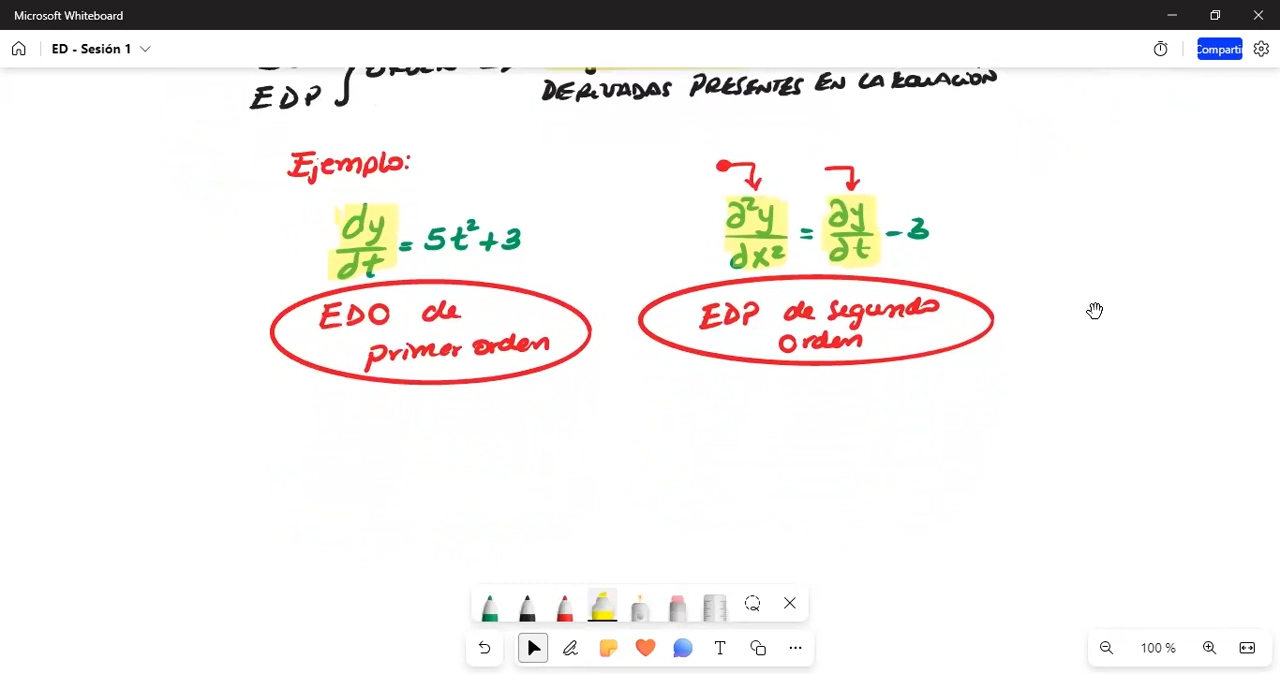 Microsoft Whiteboard
ED - Sesión 1
Compartir
EDP
DERIVADAS PRESENTES EN LA ECUACIÓN
Ejemplo:
dy/dt = 5t² + 3
∂²y/dx² = ∂y/∂t - 3
EDO de
primer orden
EDP de segundo
Orden
100 %